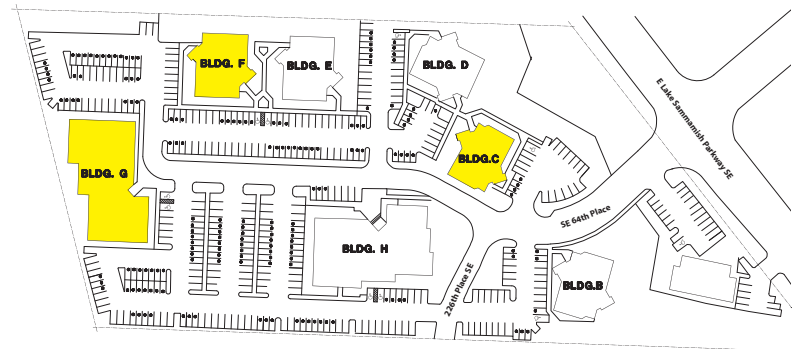 BLDG. F
BLDG. E
BLDG. D
E Lake Sammamish Parkway SE
BLDG.C
BLDG. G
SE 64th Place
BLDG. H
226th Place SE
BLDG.B